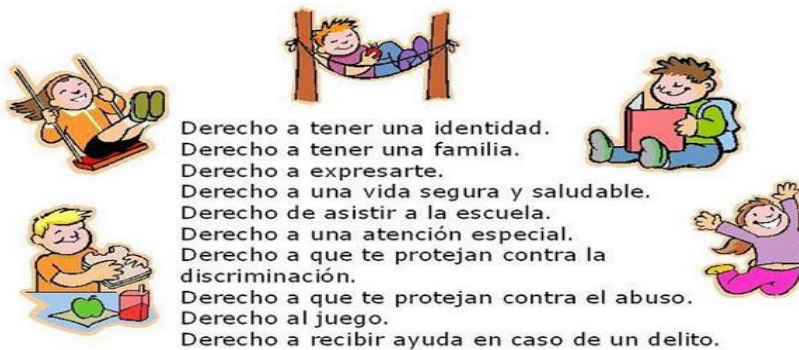 Derecho a tener una identidad.
Derecho a tener una familia.
Derecho a expresarte.
Derecho a una vida segura y saludable.
Derecho de asistir a la escuela.
Derecho a una atención especial.
Derecho a que te protejan contra la
discriminación.
Derecho a que te protejan contra el abuso.
Derecho al juego.
Derecho a recibir ayuda en caso de un delito.